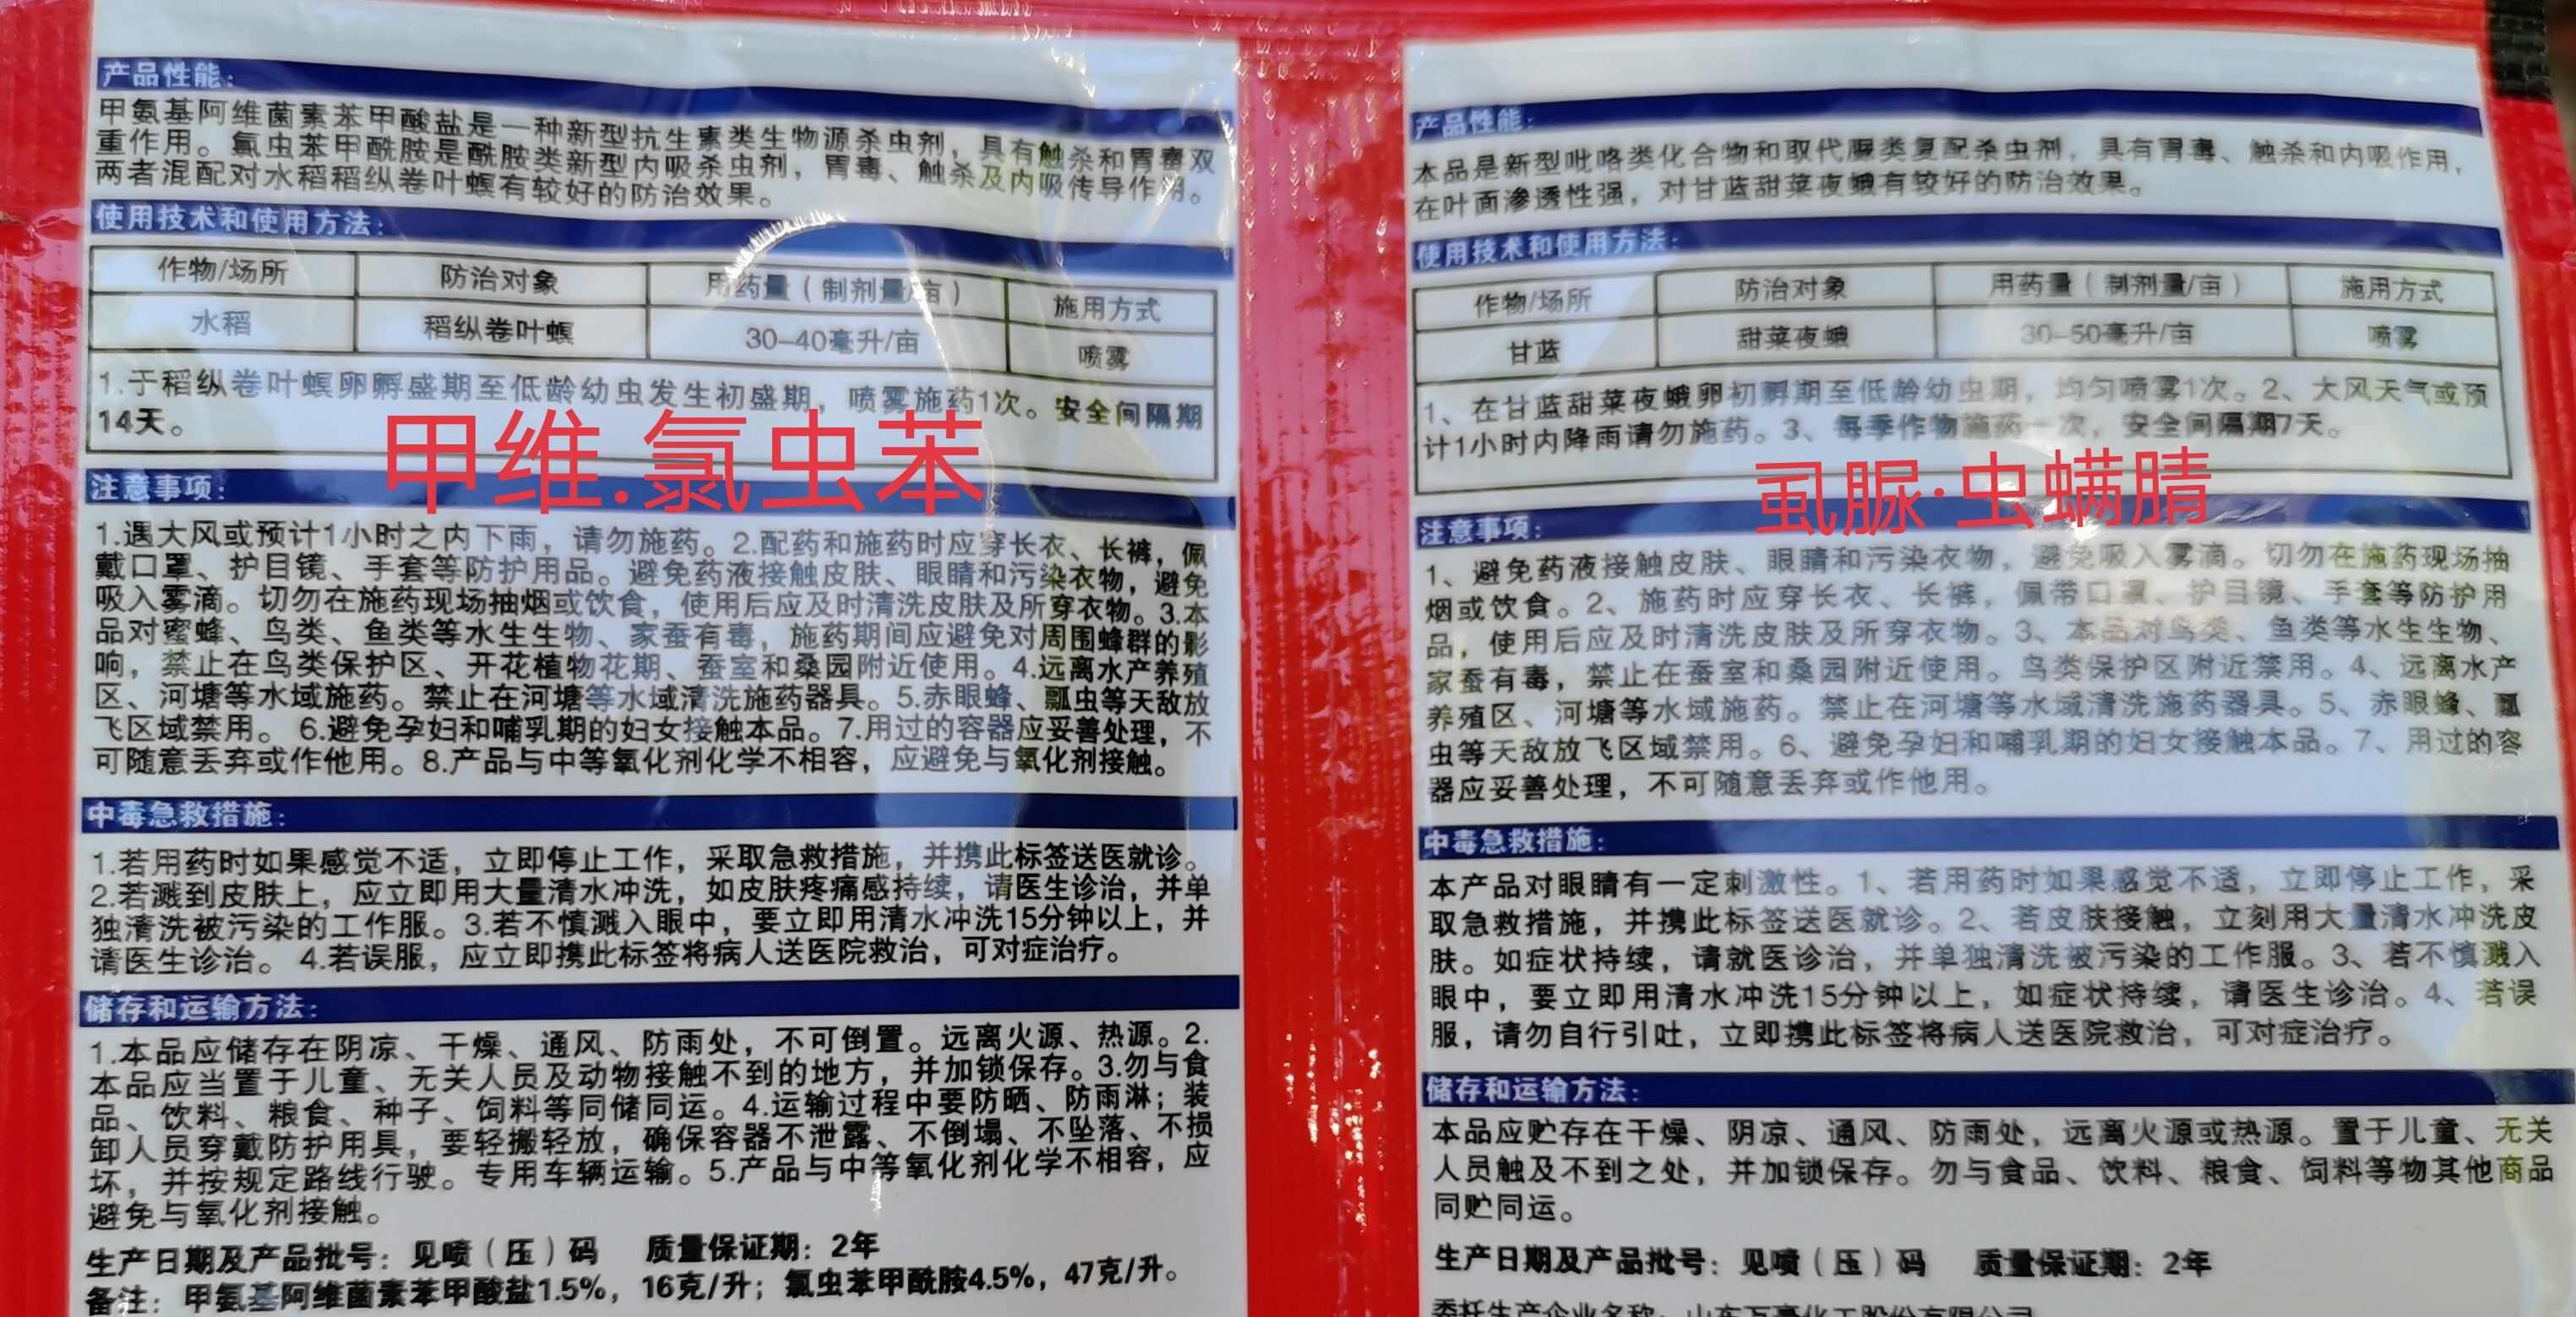 产品性能：
甲氨基阿维菌素苯甲酸盐是一种新型抗生素类生物源杀虫剂，具有触杀和胃毒双
重作用。氯虫苯甲酰胺是酰胺类新型内吸杀虫剂，胃毒、触杀及内吸传导作用。
两者混配对水稻稻纵卷叶螟有较好的防治效果。
使用技术和使用方法：
作物/场所 防治对象 用药量（制剂量/亩） 施用方式
水稻 稻纵卷叶螟 30-40毫升/亩 喷雾
1.于稻纵卷叶螟卵孵盛期至低龄幼虫发生初盛期，喷雾施药1次。安全间隔期
14天。
甲维.氯虫苯
注意事项：
1.遇大风或预计1小时之内下雨，请勿施药。2.配药和施药时应穿长衣、长裤，佩
戴口罩、护目镜、手套等防护用品。避免药液接触皮肤、眼睛和污染衣物，避免
吸入雾滴。切勿在施药现场抽烟或饮食，使用后应及时清洗皮肤及所穿衣物。3.本
品对蜜蜂、鸟类、鱼类等水生生物、家蚕有毒，施药期间应避免对周围蜂群的影
响，禁止在鸟类保护区、开花植物花期、蚕室和桑园附近使用。4.远离水产养殖
区、河塘等水域施药。禁止在河塘等水域清洗施药器具。5.赤眼蜂、瓢虫等天敌放
飞区域禁用。 6.避免孕妇和哺乳期的妇女接触本品。7.用过的容器应妥善处理，不
可随意丢弃或作他用。8.产品与中等氧化剂化学不相容，应避免与氧化剂接触。
中毒急救措施：
1.若用药时如果感觉不适，立即停止工作，采取急救措施，并携此标签送医就诊。
2.若溅到皮肤上，应立即用大量清水冲洗，如皮肤疼痛感持续，请医生诊治，并单
独清洗被污染的工作服。3.若不慎溅入眼中，要立即用清水冲洗15分钟以上，并
请医生诊治。 4.若误服，应立即携此标签将病人送医院救治，可对症治疗。
储存和运输方法：
1.本品应储存在阴凉、干燥、通风、防雨处，不可倒置。远离火源、热源。2.
本品应当置于儿童、无关人员及动物接触不到的地方，并加锁保存。3.勿与食
品、饮料、粮食、种子、饲料等同储同运。4.运输过程中要防晒、防雨淋；装
卸人员穿戴防护用具，要轻搬轻放，确保容器不泄露、不倒塌、不坠落、不损
坏，并按规定路线行驶。专用车辆运输。5.产品与中等氧化剂化学不相容，应
避免与氧化剂接触。
生产日期及产品批号：见喷（压）码 质量保证期：2年
备注：甲氨基阿维菌素苯甲酸盐1.5%，16克/升；氯虫苯甲酰胺4.5%，47克/升。
产品性能：
本品是新型吡咯类化合物和取代脲类复配杀虫剂，具有胃毒、触杀和内吸作用，
在叶面渗透性强，对甘蓝甜菜夜蛾有较好的防治效果。
使用技术和使用方法：
作物/场所 防治对象 用药量（制剂量/亩） 施用方式
甘蓝 甜菜夜蛾 30-50毫升/亩 喷雾
1、在甘蓝甜菜夜蛾卵初孵期至低龄幼虫期，均匀喷雾1次。2、大风天气或预
计1小时内降雨请勿施药。3、每季作物施药一次，安全间隔期7天。
虱脲·虫螨腈
注意事项：
1、避免药液接触皮肤、眼睛和污染衣物，避免吸入雾滴。切勿在施药现场抽
烟或饮食。2、施药时应穿长衣、长裤，佩带口罩、护目镜、手套等防护用
品，使用后应及时清洗皮肤及所穿衣物。3、本品对鸟类、鱼类等水生生物、
家蚕有毒，禁止在蚕室和桑园附近使用。鸟类保护区附近禁用。4、远离水产
养殖区、河塘等水域施药。禁止在河塘等水域清洗施药器具。5、赤眼蜂、瓢
虫等天敌放飞区域禁用。6、避免孕妇和哺乳期的妇女接触本品。7、用过的容
器应妥善处理，不可随意丢弃或作他用。
中毒急救措施：
本产品对眼睛有一定刺激性。1、若用药时如果感觉不适，立即停止工作，采
取急救措施，并携此标签送医就诊。2、若皮肤接触，立刻用大量清水冲洗皮
肤。如症状持续，请就医诊治，并单独清洗被污染的工作服。3、若不慎溅入
眼中，要立即用清水冲洗15分钟以上，如症状持续，请医生诊治。4、若误
服，请勿自行引吐，立即携此标签将病人送医院救治，可对症治疗。
储存和运输方法：
本品应贮存在干燥、阴凉、通风、防雨处，远离火源或热源。置于儿童、无关
人员触及不到之处，并加锁保存。勿与食品、饮料、粮食、饲料等物其他商品
同贮同运。
生产日期及产品批号：见喷（压）码 质量保证期：2年